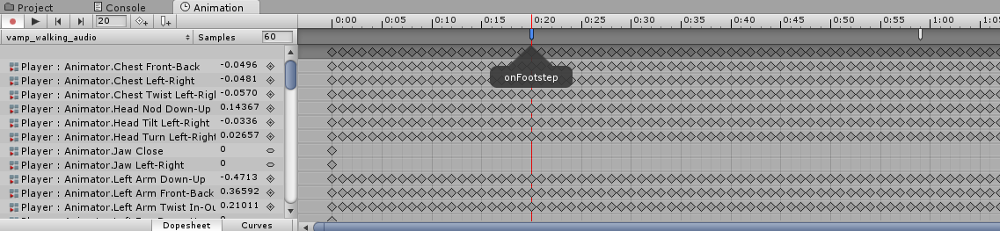 Project Console Animation
20 0:00 0:05 0:10 0:15 0:20 0:25 0:30 0:35 0:40 0:45 0:50 0:55 1:00 1:05
vamp_walking_audio Samples 60
Player : Animator.Chest Front-Back -0.0496
onFootstep
Player : Animator.Chest Left-Right -0.0481
Player : Animator.Chest Twist Left-Righ -0.0570
Player : Animator.Head Nod Down-Up 0.14367
Player : Animator.Head Tilt Left-Right -0.0336
Player : Animator.Head Turn Left-Right 0.02657
Player : Animator.Jaw Close 0
Player : Animator.Jaw Left-Right 0
Player : Animator.Left Arm Down-Up -0.4713
Player : Animator.Left Arm Front-Back 0.36592
Player : Animator.Left Arm Twist In-Ou 0.21011
Dopesheet Curves